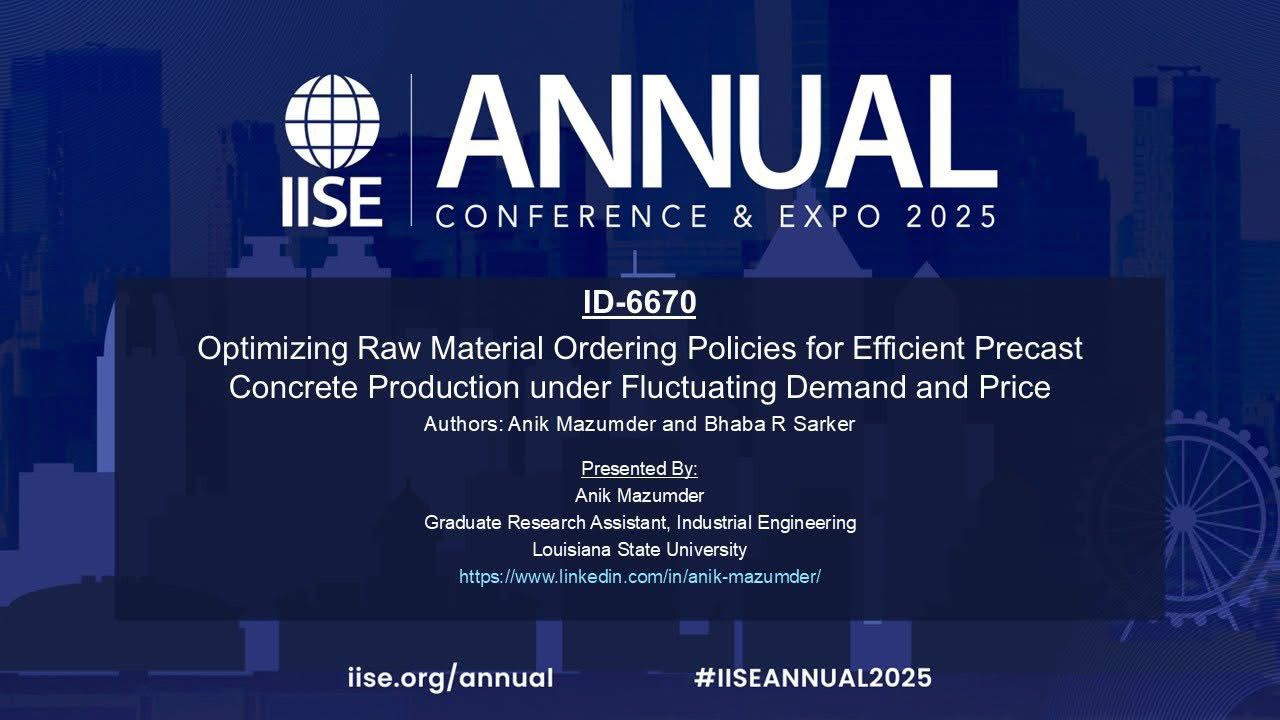 IISE
ANNUAL
CONFERENCE & EXPO 2025
ID-6670
Optimizing Raw Material Ordering Policies for Efficient Precast
Concrete Production under Fluctuating Demand and Price
Authors: Anik Mazumder and Bhaba R Sarker
Presented By:
Anik Mazumder
Graduate Research Assistant, Industrial Engineering
Louisiana State University
https://www.linkedin.com/in/anik-mazumder/
iise.org/annual
#IISEANNUAL2025